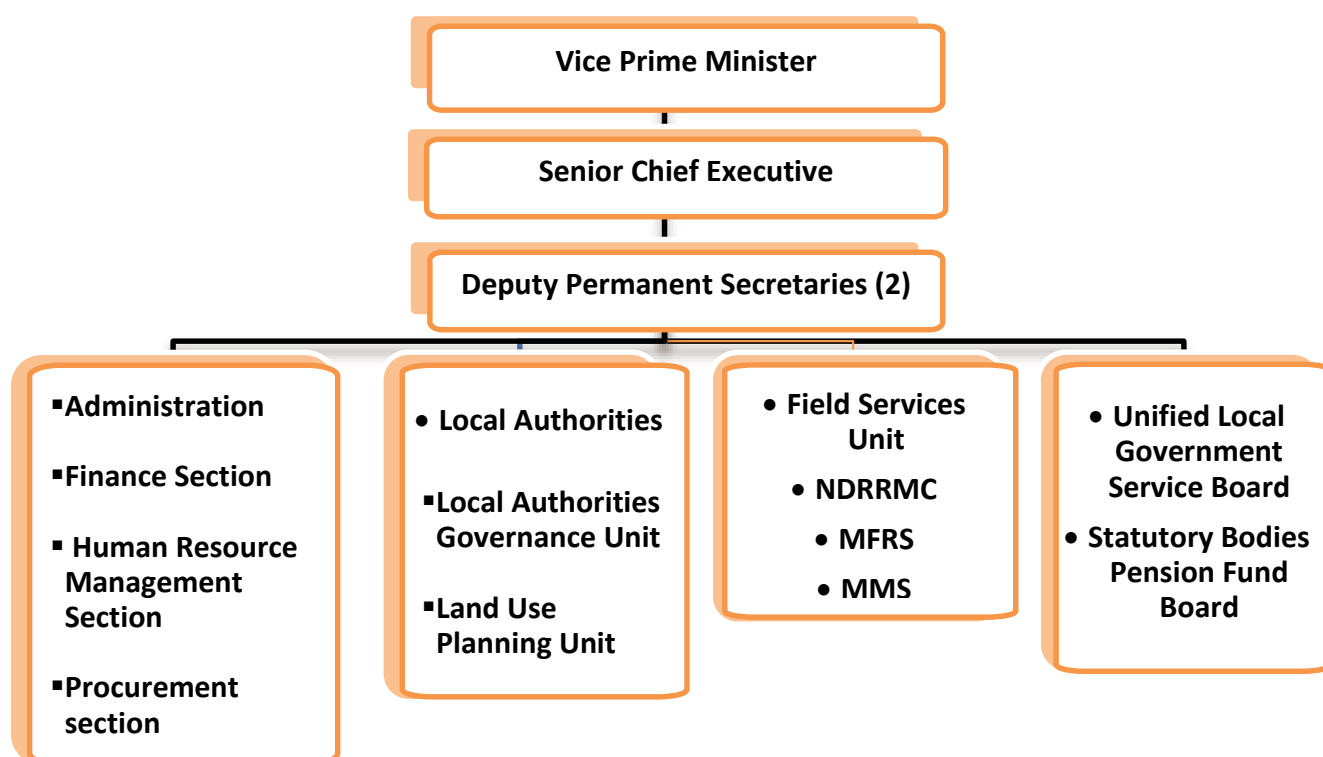 Vice Prime Minister
Senior Chief Executive
Deputy Permanent Secretaries (2)
▪Administration
▪Finance Section
▪ Human Resource
Management
Section
▪Procurement
section
• Local Authorities
▪Local Authorities
Governance Unit
▪Land Use
Planning Unit
• Field Services
Unit
• NDRRMC
• MFRS
• MMS
• Unified Local
Government
Service Board
• Statutory Bodies
Pension Fund
Board